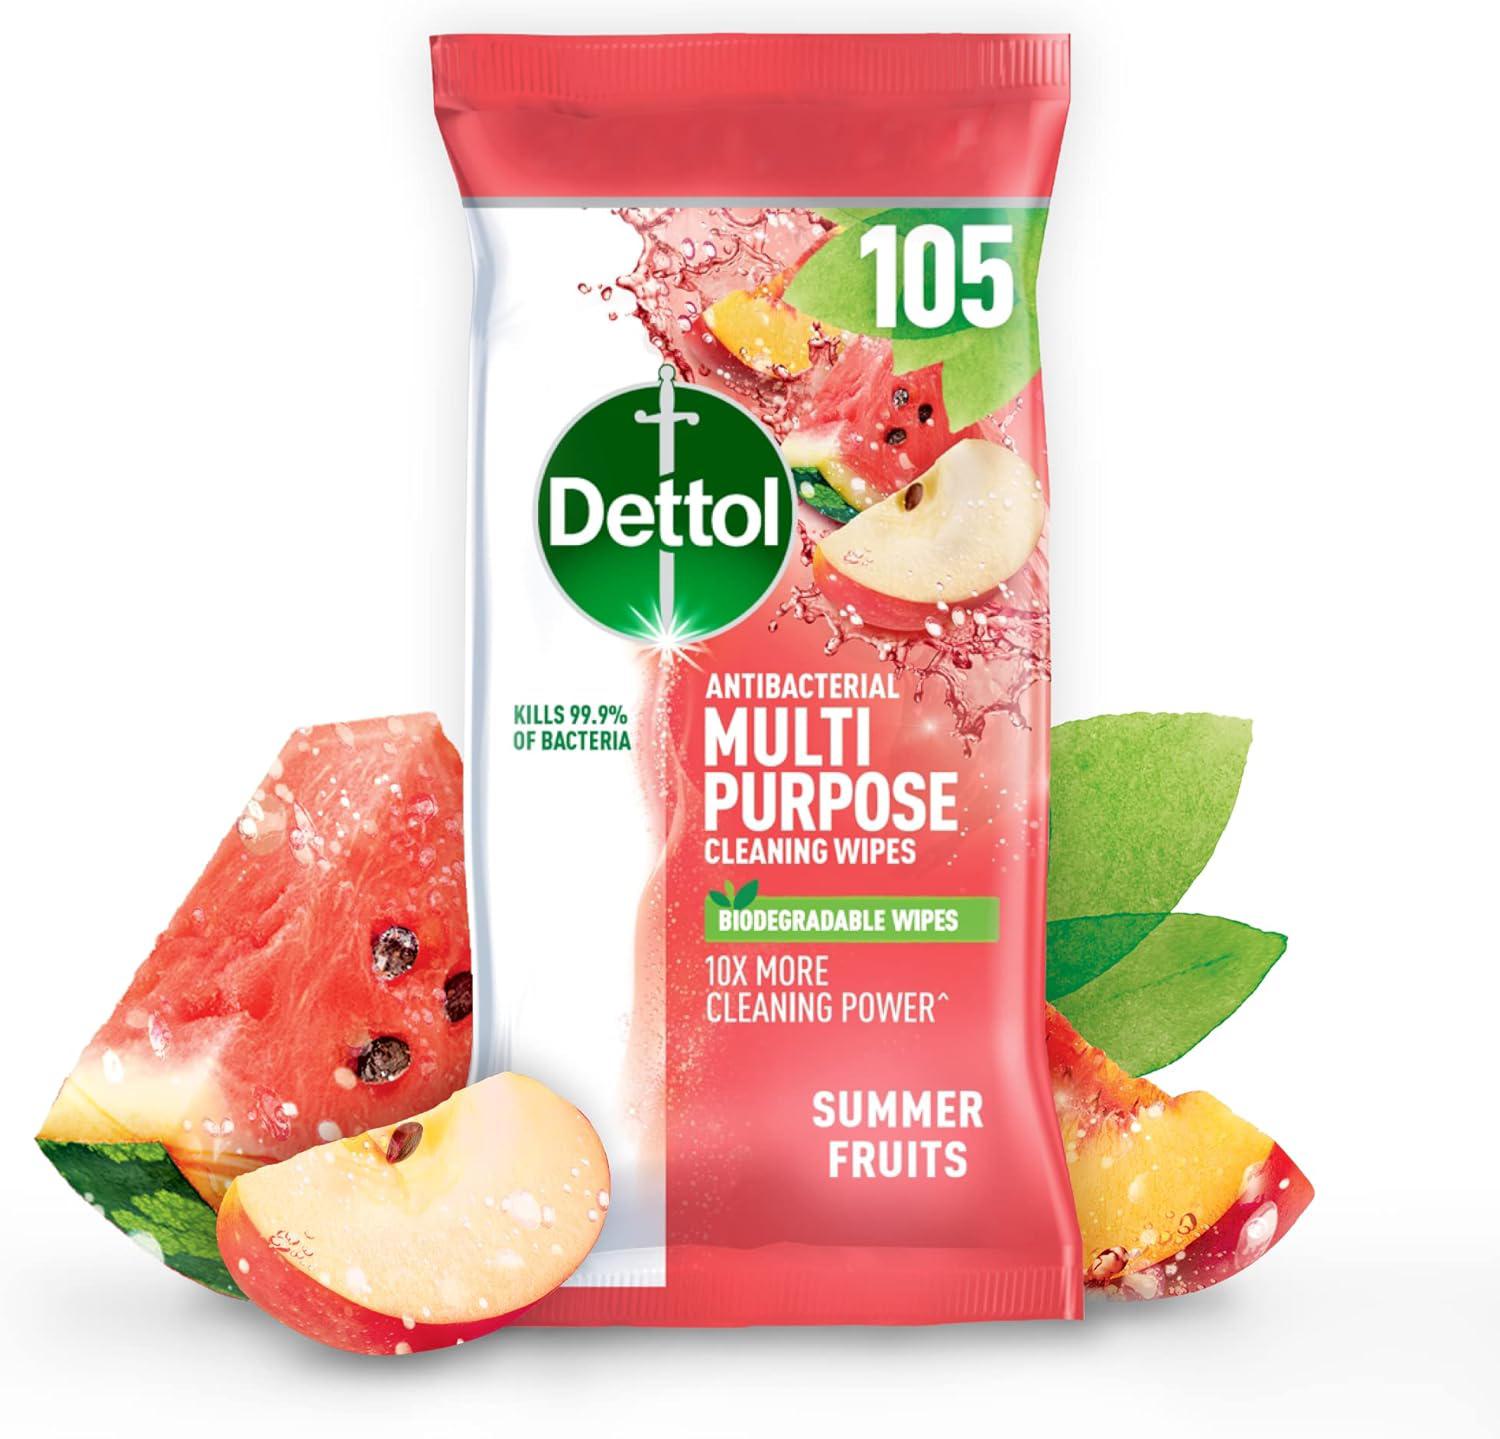 105
Dettol
KILLS 99.9%
OF BACTERIA
ANTIBACTERIAL
MULTI
PURPOSE
CLEANING WIPES
BIODEGRADABLE WIPES
10X MORE
CLEANING POWER^
SUMMER
FRUITS